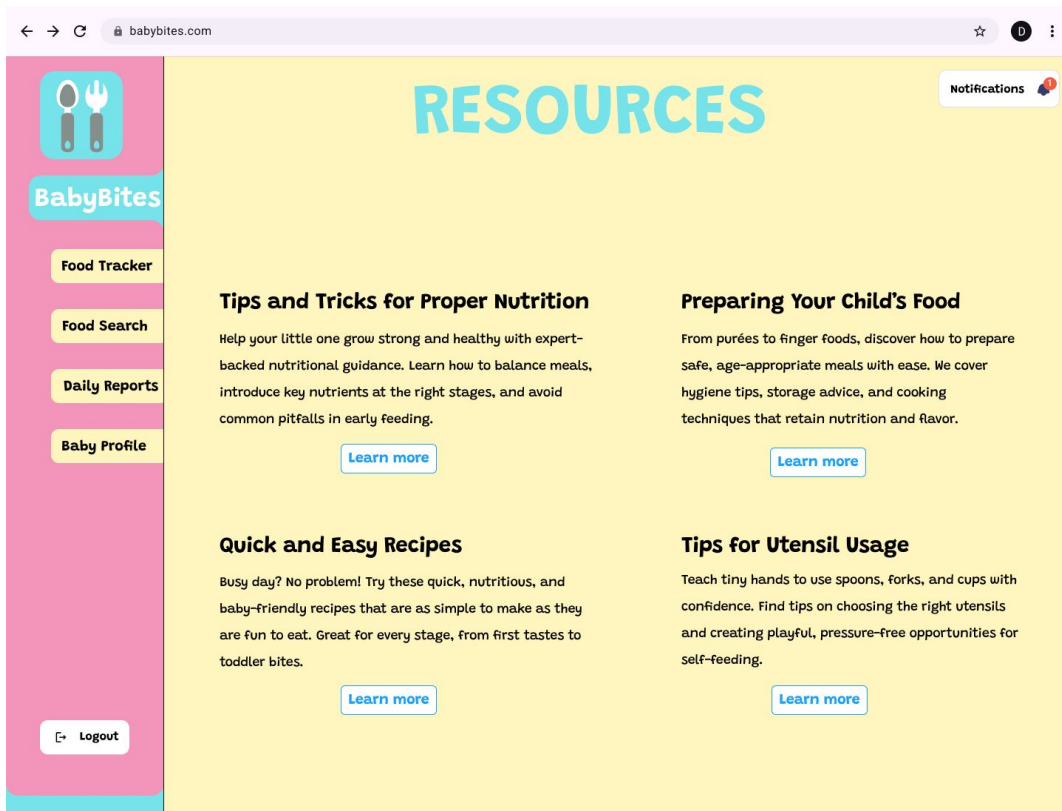 babybites.com
D
RESOURCES
Notifications
1
BabyBites
Food Tracker
Food Search
Daily Reports
Baby Profile
Logout
Tips and Tricks for Proper Nutrition
Help your little one grow strong and healthy with expert-
backed nutritional guidance. Learn how to balance meals,
introduce key nutrients at the right stages, and avoid
common pitfalls in early feeding.
Learn more
Preparing Your Child's Food
From purées to finger foods, discover how to prepare
safe, age-appropriate meals with ease. We cover
hygiene tips, storage advice, and cooking
techniques that retain nutrition and flavor.
Learn more
Quick and Easy Recipes
Busy day? No problem! Try these quick, nutritious, and
baby-friendly recipes that are as simple to make as they
are fun to eat. Great for every stage, from first tastes to
toddler bites.
Learn more
Tips for Utensil Usage
Teach tiny hands to use spoons, forks, and cups with
confidence. Find tips on choosing the right utensils
and creating playful, pressure-free opportunities for
self-feeding.
Learn more